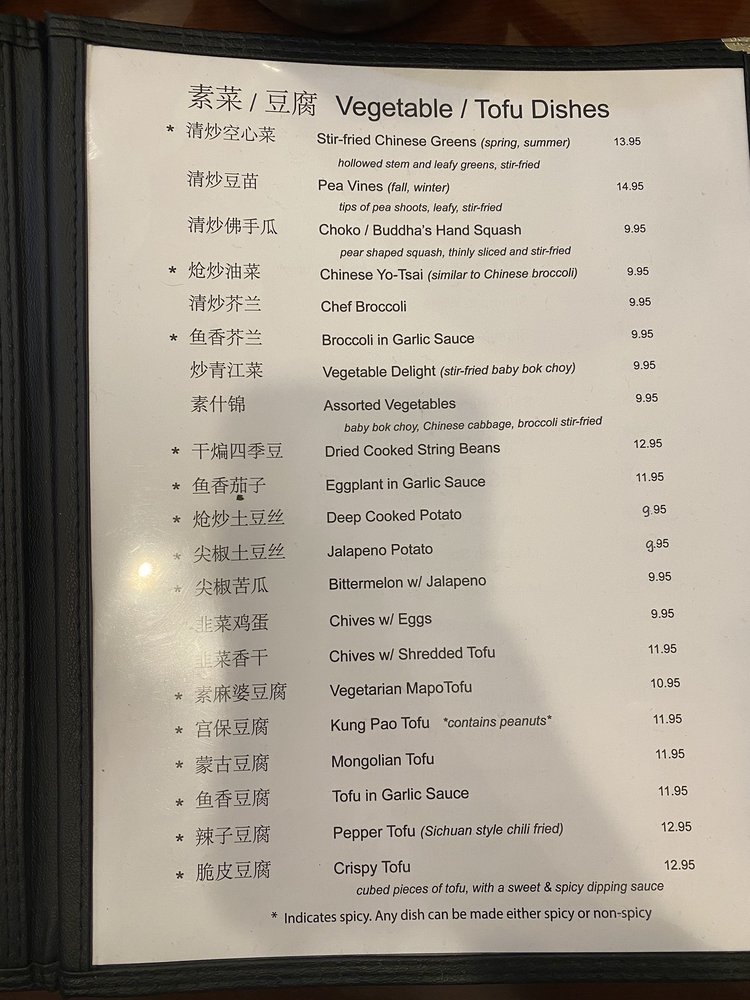 素菜 / 豆腐 Vegetable / Tofu Dishes
* 清炒空心菜 Stir-fried Chinese Greens (spring, summer) 13.95
hollowed stem and leafy greens, stir-fried
清炒豆苗 Pea Vines (fall, winter) 14.95
tips of pea shoots, leafy, stir-fried
清炒佛手瓜 Choko / Buddha's Hand Squash 9.95
pear shaped squash, thinly sliced and stir-fried
* 炝炒油菜 Chinese Yo-Tsai (similar to Chinese broccoli) 9.95
清炒芥兰 Chef Broccoli 9.95
* 鱼香芥兰 Broccoli in Garlic Sauce 9.95
炒青江菜 Vegetable Delight (stir-fried baby bok choy) 9.95
素什锦 Assorted Vegetables 9.95
baby bok choy, Chinese cabbage, broccoli stir-fried
* 干煸四季豆 Dried Cooked String Beans 12.95
* 鱼香茄子 Eggplant in Garlic Sauce 11.95
* 炝炒土豆丝 Deep Cooked Potato 9.95
* 尖椒土豆丝 Jalapeno Potato 9.95
* 尖椒苦瓜 Bittermelon w/ Jalapeno 9.95
韭菜鸡蛋 Chives w/ Eggs 9.95
韭菜香干 Chives w/ Shredded Tofu 11.95
* 素麻婆豆腐 Vegetarian MapoTofu 10.95
* 宫保豆腐 Kung Pao Tofu *contains peanuts* 11.95
* 蒙古豆腐 Mongolian Tofu 11.95
* 鱼香豆腐 Tofu in Garlic Sauce 11.95
* 辣子豆腐 Pepper Tofu (Sichuan style chili fried) 12.95
* 脆皮豆腐 Crispy Tofu 12.95
cubed pieces of tofu, with a sweet & spicy dipping sauce
* Indicates spicy. Any dish can be made either spicy or non-spicy